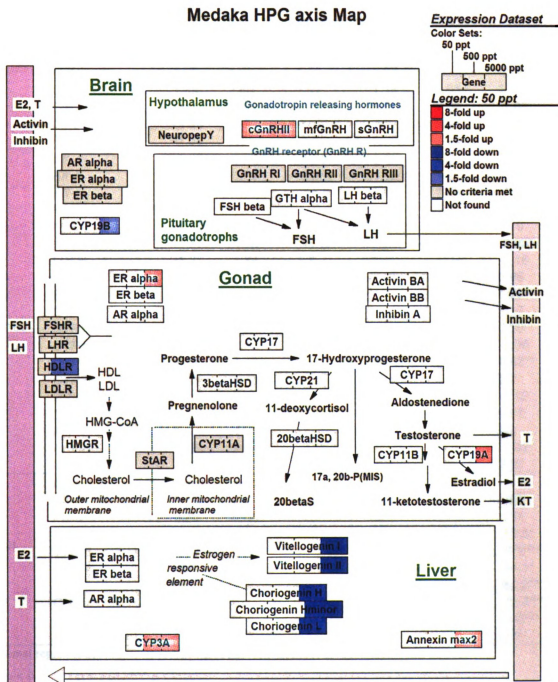 Medaka HPG axis Map
Expression Dataset
Color Sets:
50 ppt
500 ppt
5000 ppt
Gene
Legend: 50 ppt
8-fold up
4-fold up
1.5-fold up
8-fold down
4-fold down
1.5-fold down
No criteria met
Not found
Brain
E2, T
Activin
Inhibin
Hypothalamus
Gonadotropin releasing hormones
NeuropepY
cGnRHII
mfGnRH
sGnRH
GnRH receptor (GnRH R)
GnRH RI
GnRH RII
GnRH RIII
AR alpha
ER alpha
ER beta
CYP19B
GTH alpha
LH beta
FSH beta
Pituitary
gonadotrophs
FSH
LH
FSH, LH
Gonad
ER alpha
ER beta
AR alpha
Activin BA
Activin BB
Inhibin A
Activin
Inhibin
FSH
LH
FSHR
LHR
HDLR
LDLR
HDL
LDL
HMG-CoA
HMGR
Cholesterol
Outer mitochondrial
membrane
StAR
CYP11A
Cholesterol
Inner mitochondrial
membrane
Progesterone
3betaHSD
Pregnenolone
CYP17
17-Hydroxyprogesterone
CYP21
11-deoxycortisol
20betaHSD
20betaS
17a, 20b-P(MIS)
CYP17
Aldostenedione
Testosterone
T
CYP11B
CYP19A
Estradiol
E2
11-ketotestosterone
KT
E2
T
ER alpha
ER beta
AR alpha
Estrogen
responsive
element
Vitellogenin I
Vitellogenin II
Choriogenin H
Choriogenin Hminor
Choriogenin L
Liver
CYP3A
Annexin max2